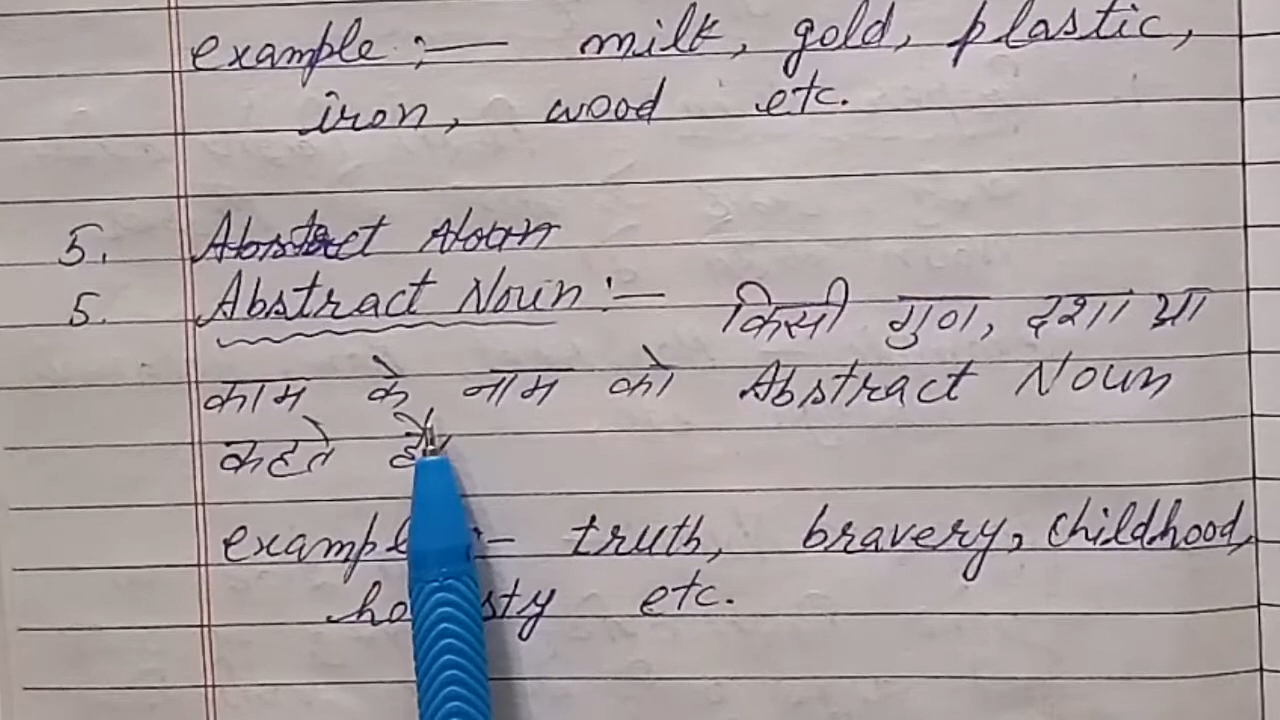 example :— milk, gold, plastic,
iron, wood etc.
5. Abstract Noun
5. Abstract Noun :— किसी गुण, दशा या
काम के नाम को Abstract Noun
कहते हैं
example :- truth, bravery, childhood,
etc.